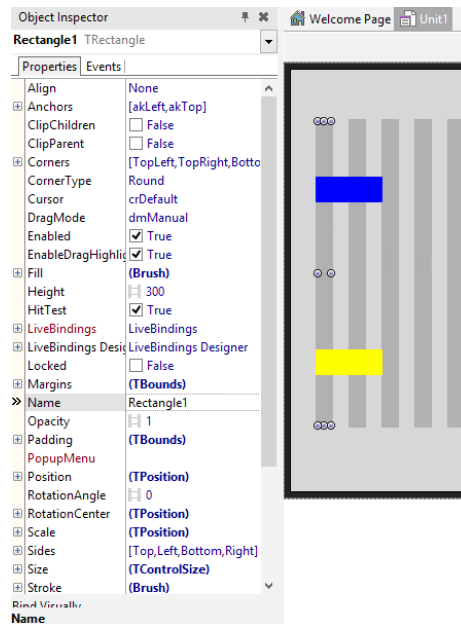 Object Inspector
Rectangle1 TRectangle
Properties Events
Align None
Anchors [akLeft,akTop]
ClipChildren False
ClipParent False
Corners [TopLeft,TopRight,Botto
CornerType Round
Cursor crDefault
DragMode dmManual
Enabled True
EnableDragHighlig True
Fill (Brush)
Height 300
HitTest True
LiveBindings LiveBindings
LiveBindings Desig LiveBindings Designer
Locked False
Margins (TBounds)
Name Rectangle1
Opacity 1
Padding (TBounds)
PopupMenu
Position (TPosition)
RotationAngle 0
RotationCenter (TPosition)
Scale (TPosition)
Sides [Top,Left,Bottom,Right]
Size (TControlSize)
Stroke (Brush)
Bind Visually
Name
Welcome Page Unit1